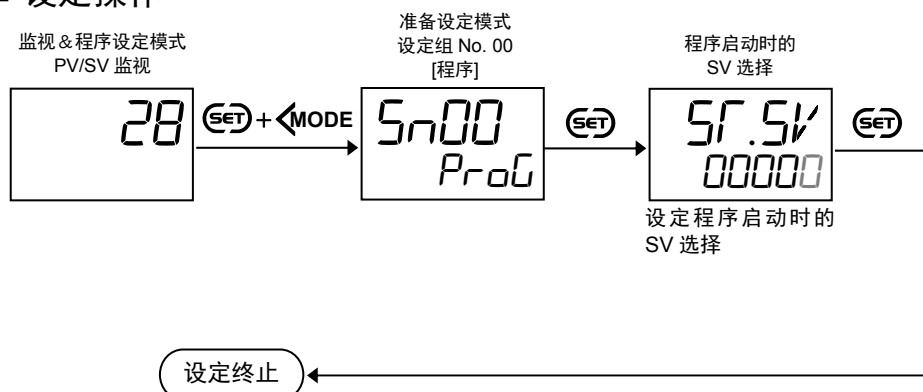 设定操作
监视&程序设定模式
PV/SV 监视
28
SET + <MODE
准备设定模式
设定组 No. 00
[程序]
Sn00
ProG
SET
程序启动时的
SV 选择
ST.SV
00000
设定程序启动时的
SV 选择
SET
设定终止